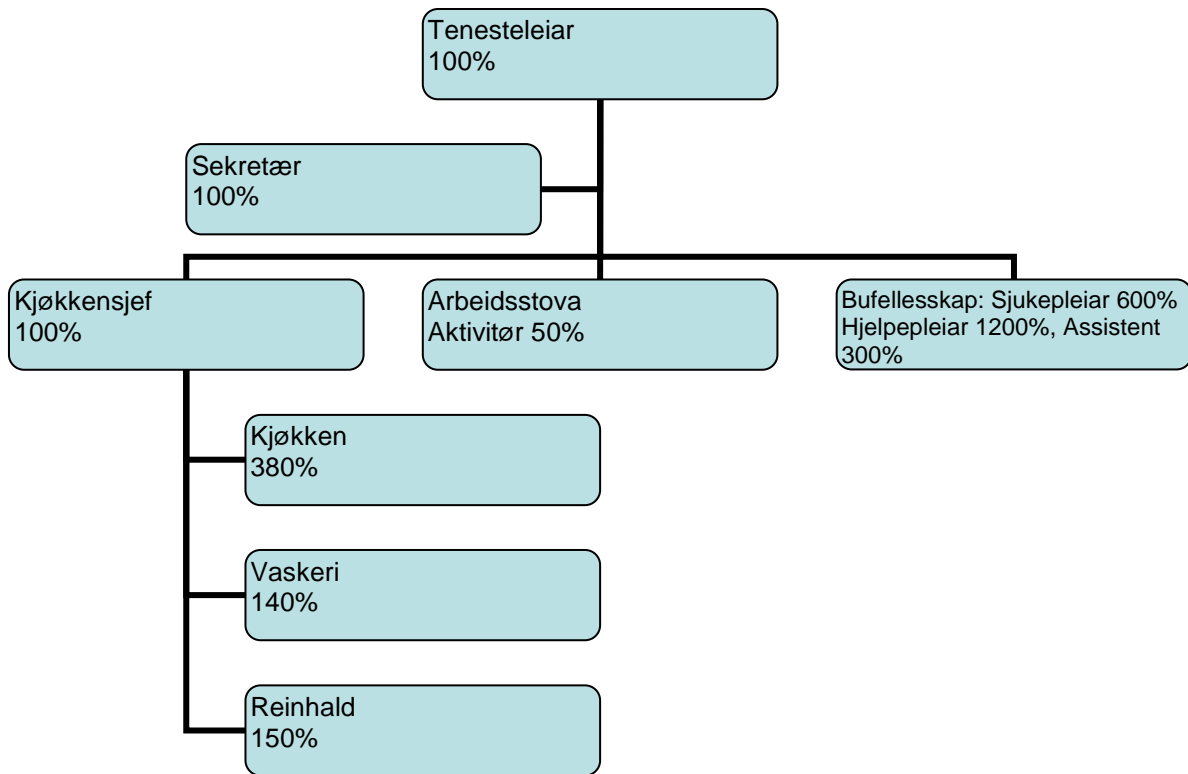 Tenesteleiar
100%
Sekretær
100%
Kjøkkensjef
100%
Arbeidsstova
Aktivitør 50%
Bufellesskap: Sjukepleiar 600%
Hjelpepleiar 1200%, Assistent
300%
Kjøkken
380%
Vaskeri
140%
Reinhald
150%